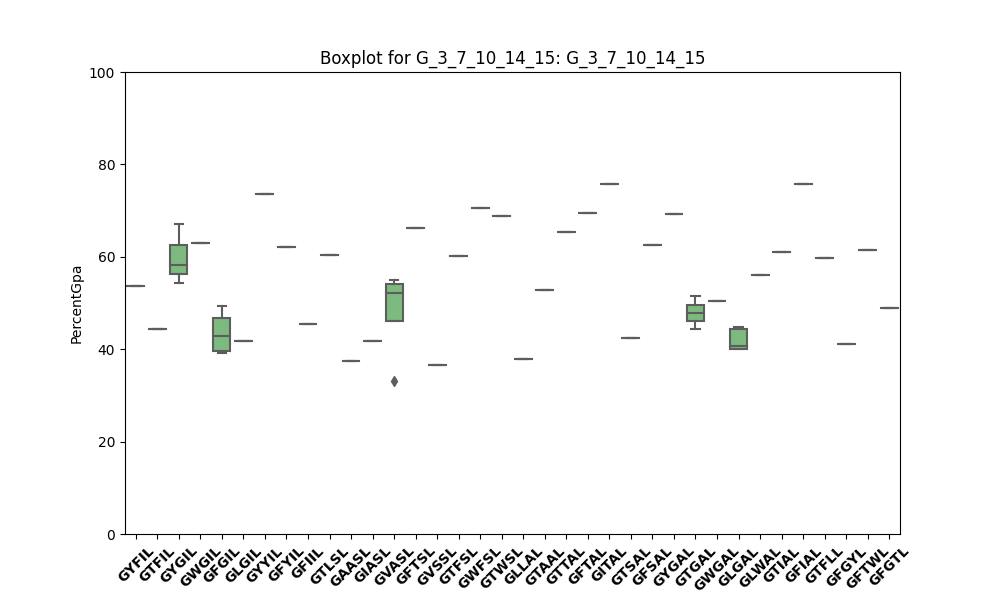 Boxplot for G_3_7_10_14_15: G_3_7_10_14_15
PercentGpa
100
80
60
40
20
0
GYFIL
GTFIL
GYGIL
GWGIL
GFGIL
GLGIL
GYYIL
GFYIL
GFIIL
GTLSL
GAASL
GIASL
GVASL
GFTSL
GVSSL
GTFSL
GWFSL
GTWSL
GLLAL
GTAAL
GTTAL
GFTAL
GITAL
GTSAL
GFSAL
GYGAL
GTGAL
GWGAL
GLGAL
GLWAL
GTIAL
GFIAL
GTFLL
GFGYL
GFTWL
GFGTL